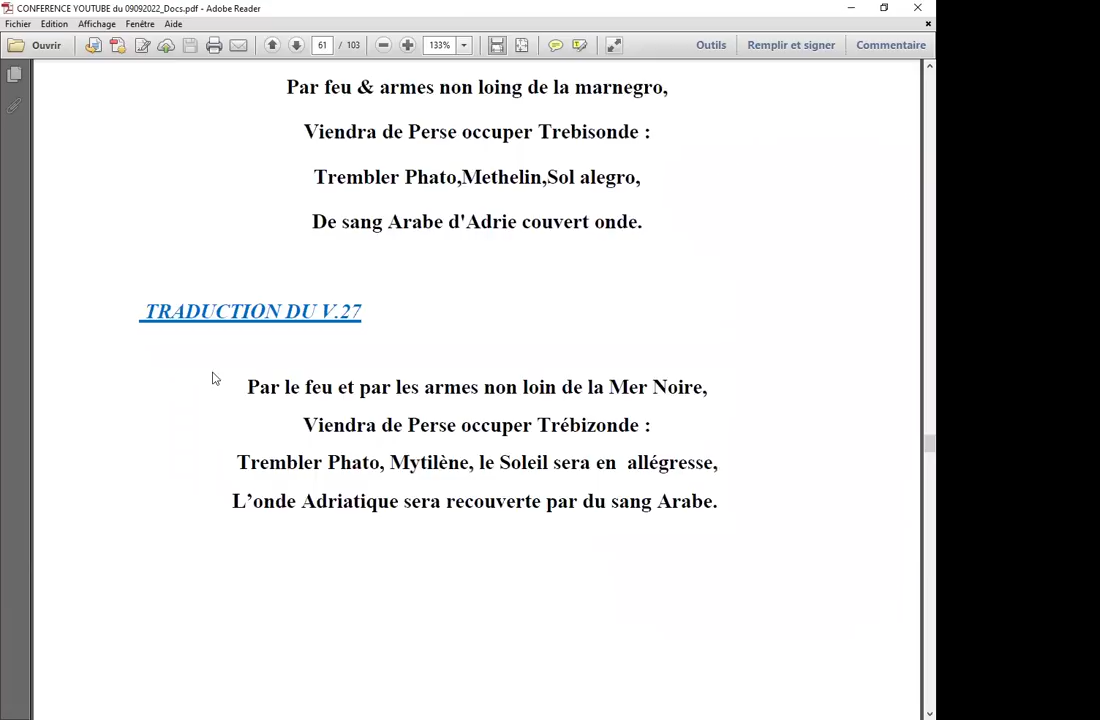 CONFERENCE YOUTUBE du 09092022_Docs.pdf - Adobe Reader
Fichier Edition Affichage Fenêtre Aide
Ouvrir 61 / 103 133% Outils Remplir et signer Commentaire
Par feu & armes non loing de la marnegro,
Viendra de Perse occuper Trebisonde :
Trembler Phato,Methelin,Sol alegro,
De sang Arabe d'Adrie couvert onde.
TRADUCTION DU V.27
Par le feu et par les armes non loin de la Mer Noire,
Viendra de Perse occuper Trébizonde :
Trembler Phato, Mytilène, le Soleil sera en allégresse,
L’onde Adriatique sera recouverte par du sang Arabe.